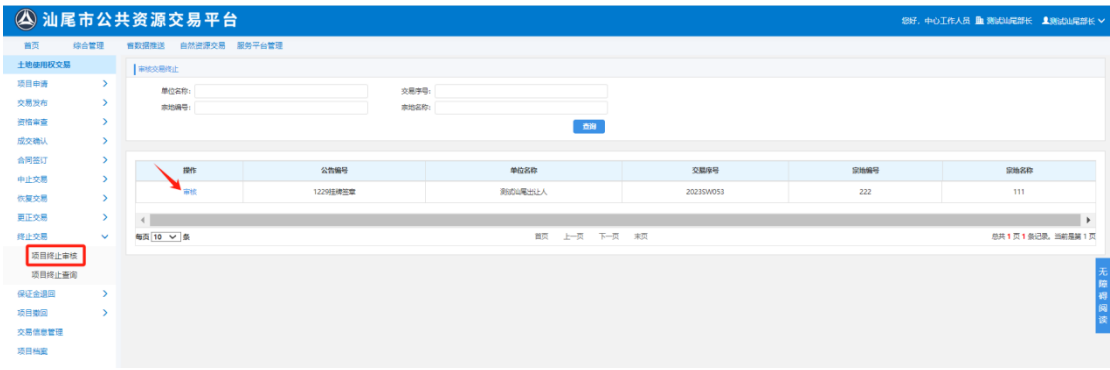 汕尾市公共资源交易平台
您好，中心工作人员 测试汕尾部长 测试汕尾部长
首页 综合管理 省数据推送 自然资源交易 服务平台管理
土地使用权交易
项目申请
交易发布
资格审查
成交确认
合同签订
中止交易
恢复交易
更正交易
终止交易
项目终止审核
项目终止查询
保证金退回
项目撤回
交易信息管理
项目档案
审核交易终止
单位名称： 交易序号：
宗地编号： 宗地名称：
查询
操作 公告编号 单位名称 交易序号 宗地编号 宗地名称
审核 1229挂牌签章 测试汕尾出让人 2023SW053 222 111
每页 10 条 首页 上一页 下一页 末页 总共 1 页 1 条记录，当前是第 1 页
无障碍阅读